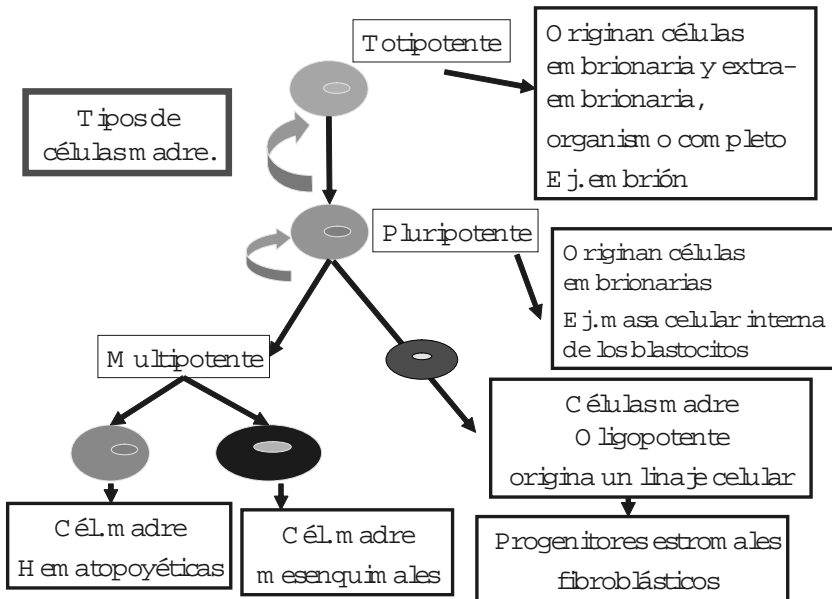 Totipotente
Originan células
embrionaria y extra-
embrionaria,
organismo completo
Ej. embrión
Tipos de
células madre.
Pluripotente
Originan células
embrionarias
Ej. masa celular interna
de los blastocitos
Multipotente
Células madre
Oligopotente
origina un linaje celular
Cél. madre
Hematopoyéticas
Cél. madre
mesenquimales
Progenitores estromales
fibroblásticos